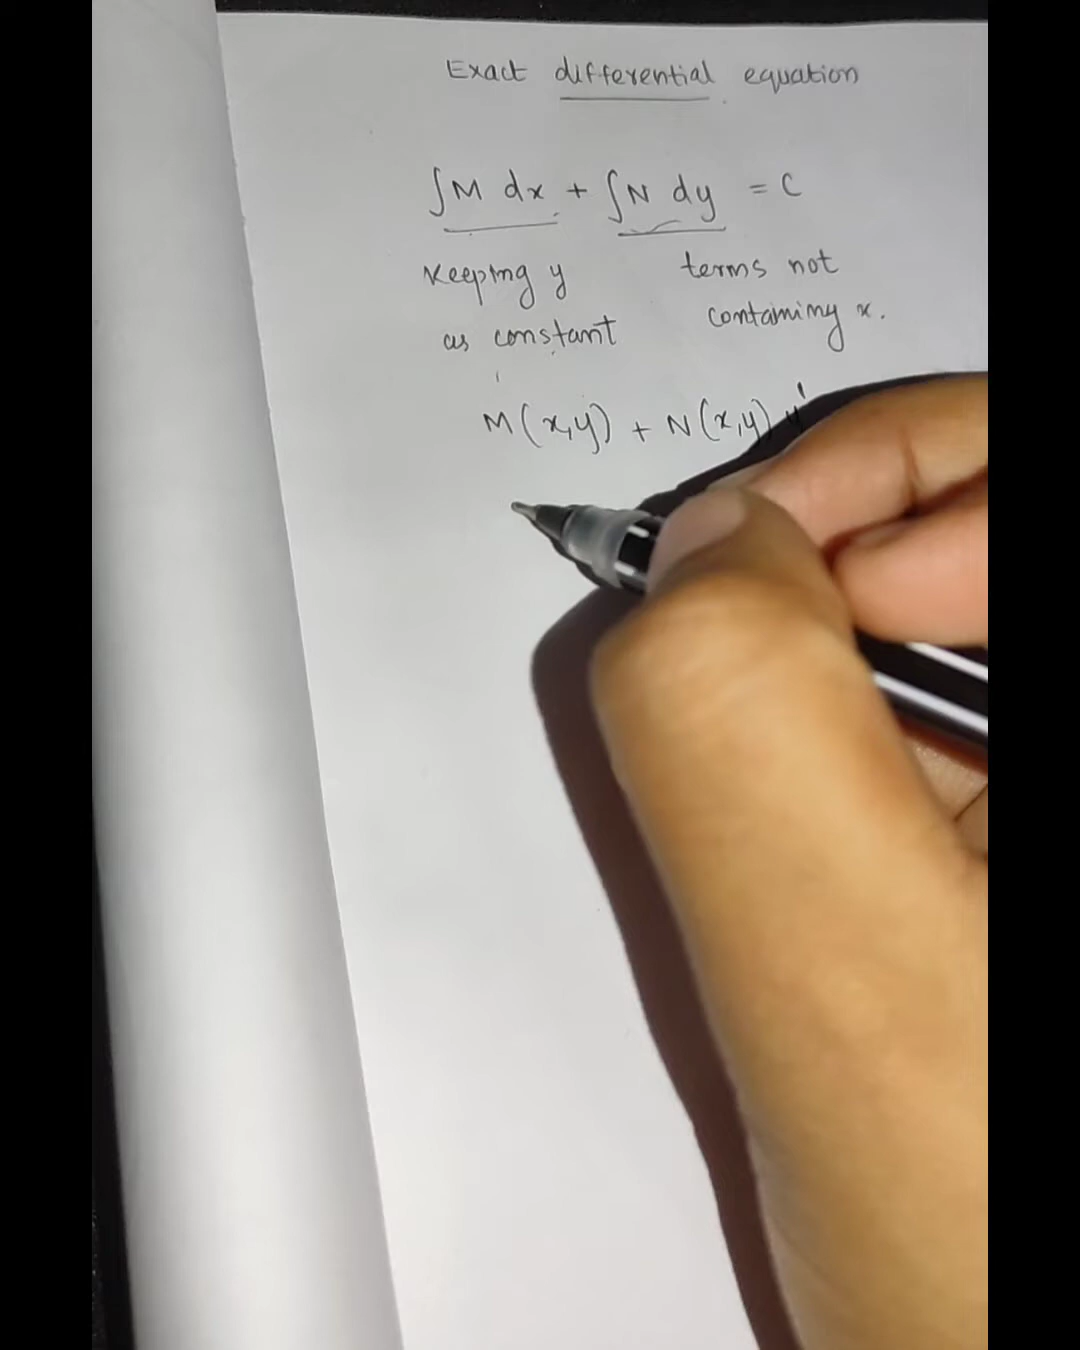 Exact differential equation
∫M dx + ∫N dy = C
Keeping y terms not
as constant containing x.
M(x,y) + N(x,y) y'